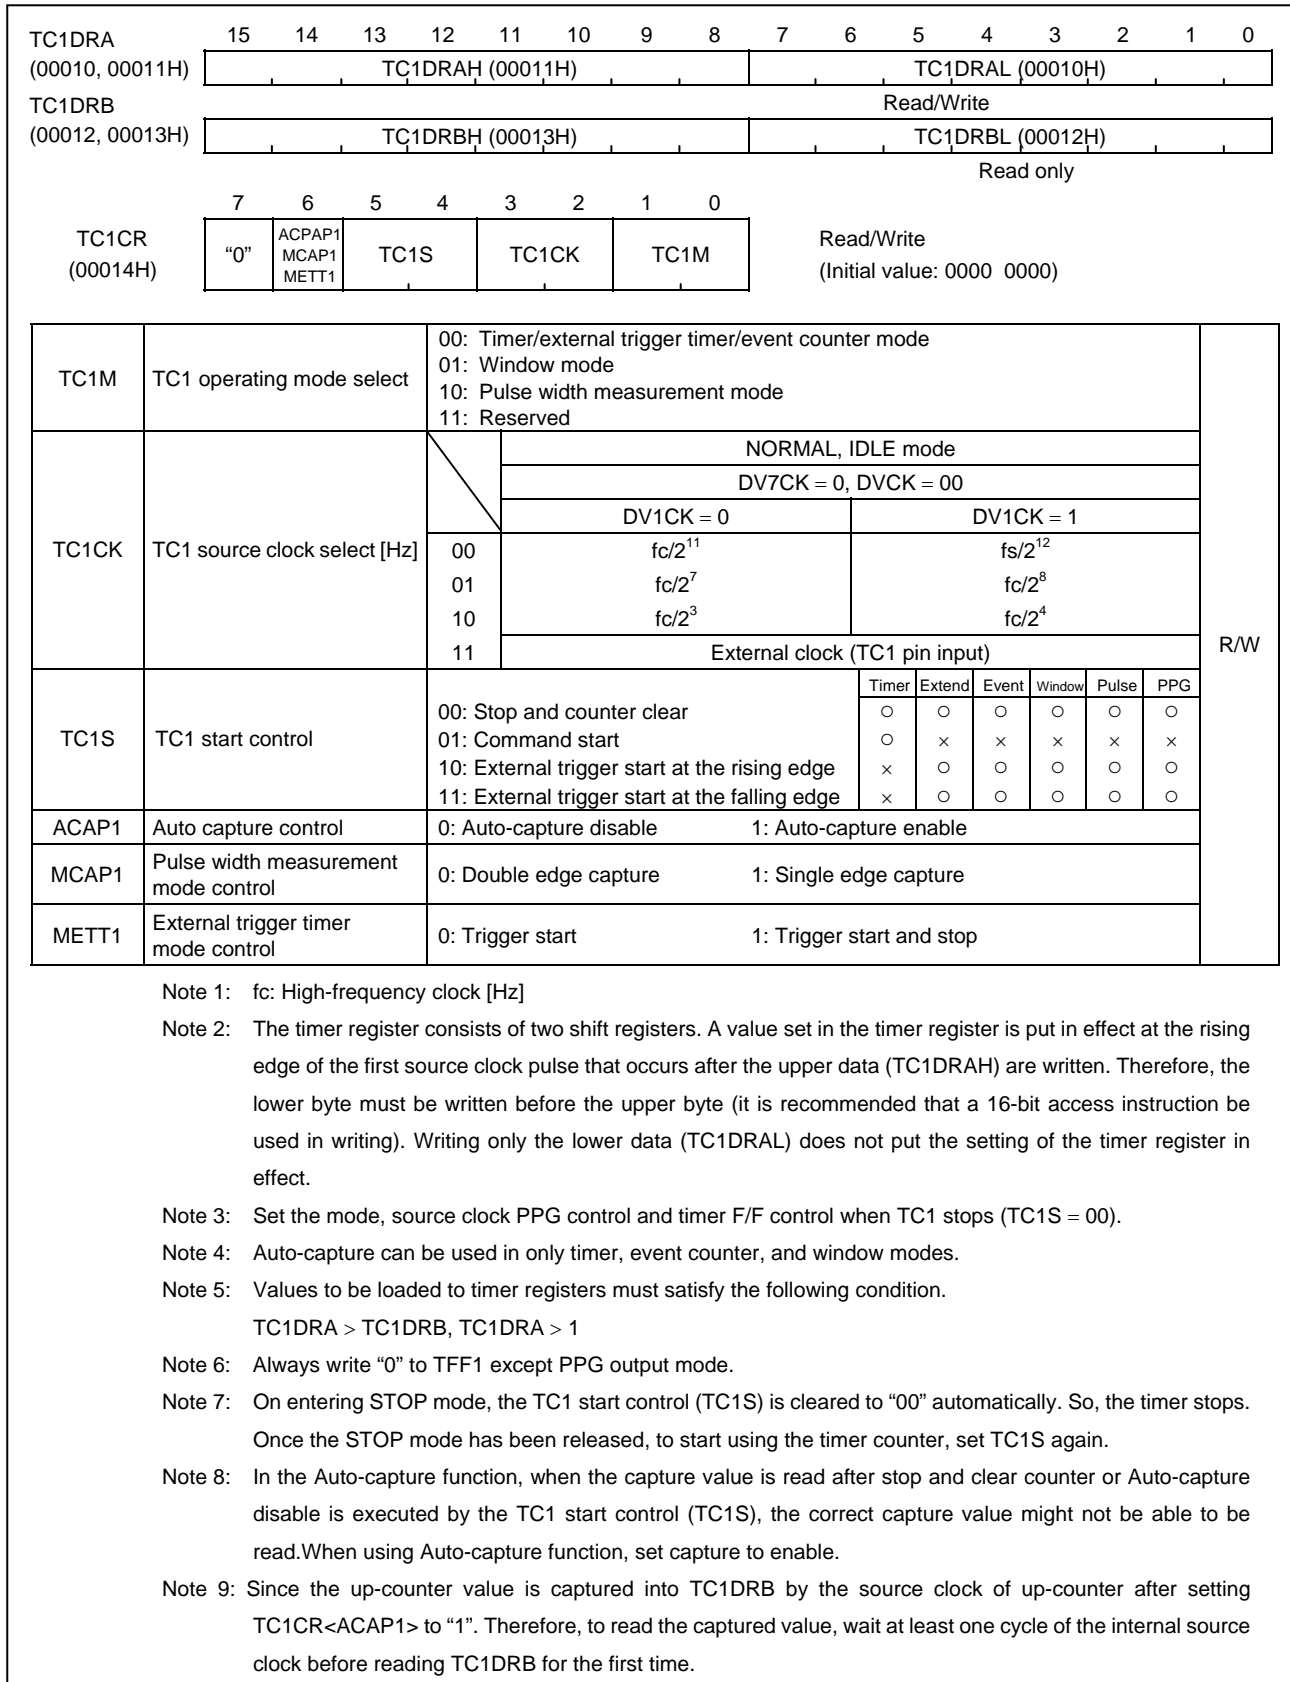 TC1DRA 15 14 13 12 11 10 9 8 7 6 5 4 3 2 1 0
(00010, 00011H) TC1DRAH (00011H) TC1DRAL (00010H)
TC1DRB Read/Write
(00012, 00013H) TC1DRBH (00013H) TC1DRBL (00012H)
Read only
7 6 5 4 3 2 1 0
TC1CR (00014H) “0” ACPAP1 MCAP1 METT1 TC1S TC1CK TC1M Read/Write
(Initial value: 0000 0000)
TC1M TC1 operating mode select 00: Timer/external trigger timer/event counter mode
01: Window mode
10: Pulse width measurement mode
11: Reserved
NORMAL, IDLE mode
DV7CK = 0, DVCK = 00
DV1CK = 0 DV1CK = 1
TC1CK TC1 source clock select [Hz] 00 fc/2^11 fs/2^12
01 fc/2^7 fc/2^8
10 fc/2^3 fc/2^4
11 External clock (TC1 pin input) R/W
Timer Extend Event Window Pulse PPG
00: Stop and counter clear ○ ○ ○ ○ ○ ○
TC1S TC1 start control 01: Command start ○ × × × × ×
10: External trigger start at the rising edge × ○ ○ ○ ○ ○
11: External trigger start at the falling edge × ○ ○ ○ ○ ○
ACAP1 Auto capture control 0: Auto-capture disable 1: Auto-capture enable
MCAP1 Pulse width measurement mode control 0: Double edge capture 1: Single edge capture
METT1 External trigger timer mode control 0: Trigger start 1: Trigger start and stop
Note 1: fc: High-frequency clock [Hz]
Note 2: The timer register consists of two shift registers. A value set in the timer register is put in effect at the rising
edge of the first source clock pulse that occurs after the upper data (TC1DRAH) are written. Therefore, the
lower byte must be written before the upper byte (it is recommended that a 16-bit access instruction be
used in writing). Writing only the lower data (TC1DRAL) does not put the setting of the timer register in
effect.
Note 3: Set the mode, source clock PPG control and timer F/F control when TC1 stops (TC1S = 00).
Note 4: Auto-capture can be used in only timer, event counter, and window modes.
Note 5: Values to be loaded to timer registers must satisfy the following condition.
TC1DRA > TC1DRB, TC1DRA > 1
Note 6: Always write “0” to TFF1 except PPG output mode.
Note 7: On entering STOP mode, the TC1 start control (TC1S) is cleared to “00” automatically. So, the timer stops.
Once the STOP mode has been released, to start using the timer counter, set TC1S again.
Note 8: In the Auto-capture function, when the capture value is read after stop and clear counter or Auto-capture
disable is executed by the TC1 start control (TC1S), the correct capture value might not be able to be
read.When using Auto-capture function, set capture to enable.
Note 9: Since the up-counter value is captured into TC1DRB by the source clock of up-counter after setting
TC1CR<ACAP1> to “1”. Therefore, to read the captured value, wait at least one cycle of the internal source
clock before reading TC1DRB for the first time.